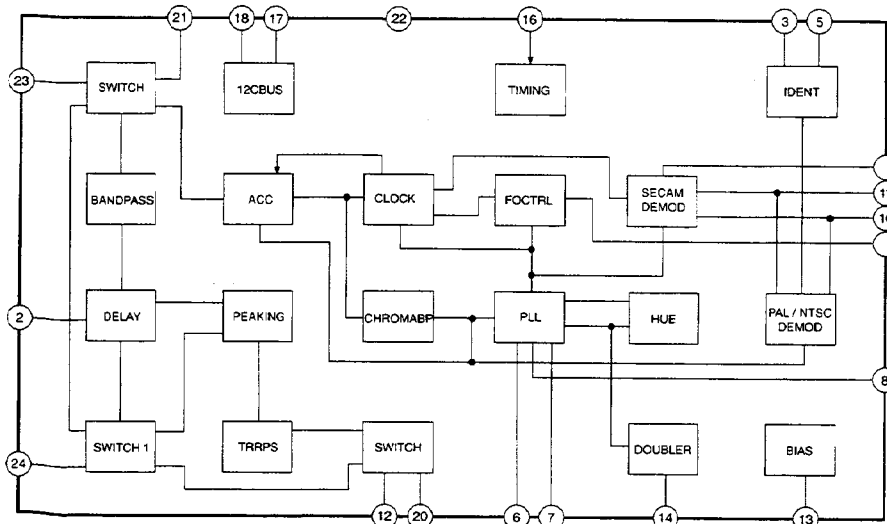 21 18 17 22 16 3 5
23 SWITCH 12CBUS TIMING IDENT
BANDPASS ACC CLOCK FOCTRL SECAM
DEMOD
2 DELAY PEAKING CHROMABP PLL HUE PAL / NTSC
DEMOD
8
24 SWITCH 1 TRRPS SWITCH DOUBLER BIAS
12 20 6 7 14 13